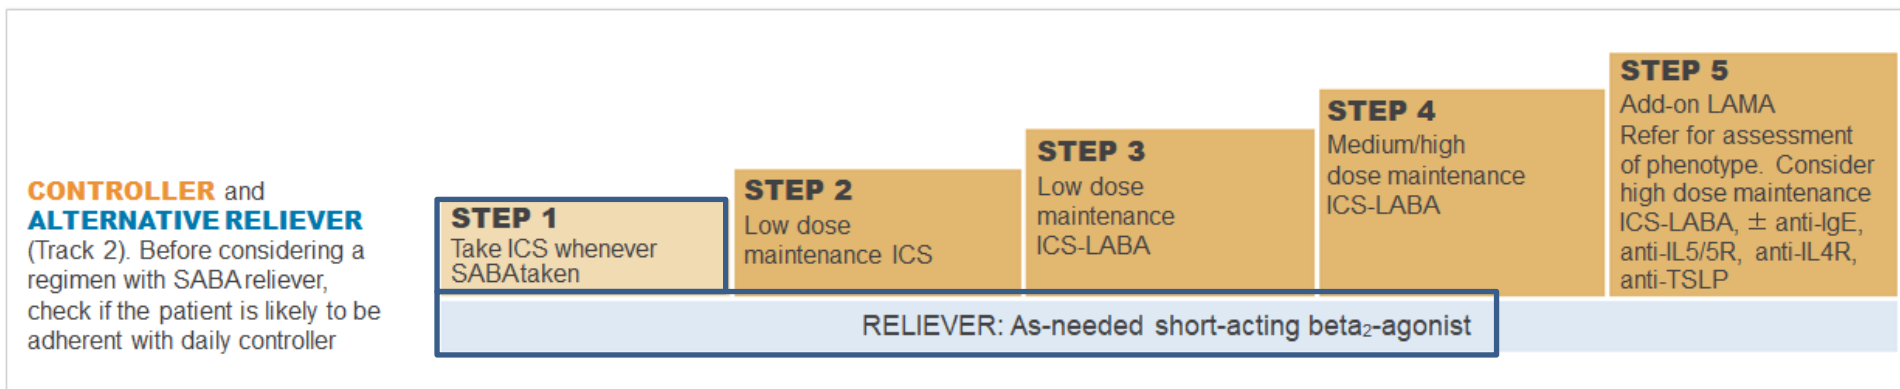 CONTROLLER and
ALTERNATIVE RELIEVER
(Track 2). Before considering a
regimen with SABA reliever,
check if the patient is likely to be
adherent with daily controller
STEP 1
Take ICS whenever
SABAtaken
STEP 2
Low dose
maintenance ICS
STEP 3
Low dose
maintenance
ICS-LABA
STEP 4
Medium/high
dose maintenance
ICS-LABA
STEP 5
Add-on LAMA
Refer for assessment
of phenotype. Consider
high dose maintenance
ICS-LABA, ± anti-IgE,
anti-IL5/5R, anti-IL4R,
anti-TSLP
RELIEVER: As-needed short-acting beta₂-agonist